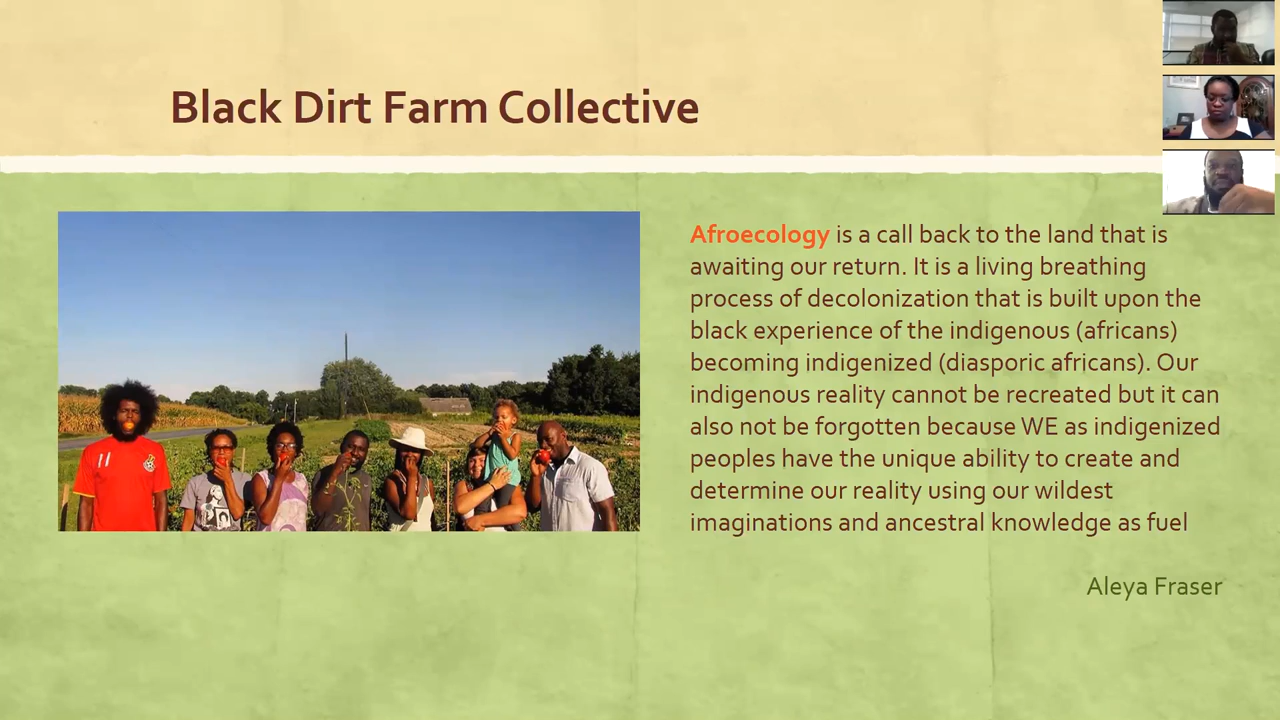 Black Dirt Farm Collective
Afroecology is a call back to the land that is
awaiting our return. It is a living breathing
process of decolonization that is built upon the
black experience of the indigenous (africans)
becoming indigenized (diasporic africans). Our
indigenous reality cannot be recreated but it can
also not be forgotten because WE as indigenized
peoples have the unique ability to create and
determine our reality using our wildest
imaginations and ancestral knowledge as fuel
Aleya Fraser
11